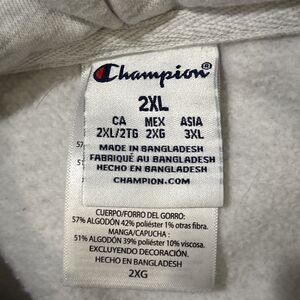 Champion®
2XL
CA MEX ASIA
2XL/2TG 2XG 3XL
MADE IN BANGLADESH
FABRIQUÉ AU BANGLADESH
HECHO EN BANGLADESH
CHAMPION.COM
57%
51%
CUERPO/FORRO DEL GORRO:
57% ALGODÓN 42% poliéster 1% otras fibra.
MANGA/CAPUCHA :
51% ALGODÓN 39% poliéster 10% viscosa.
EXCLUYENDO DECORACIÓN.
HECHO EN BANGLADESH
2XG